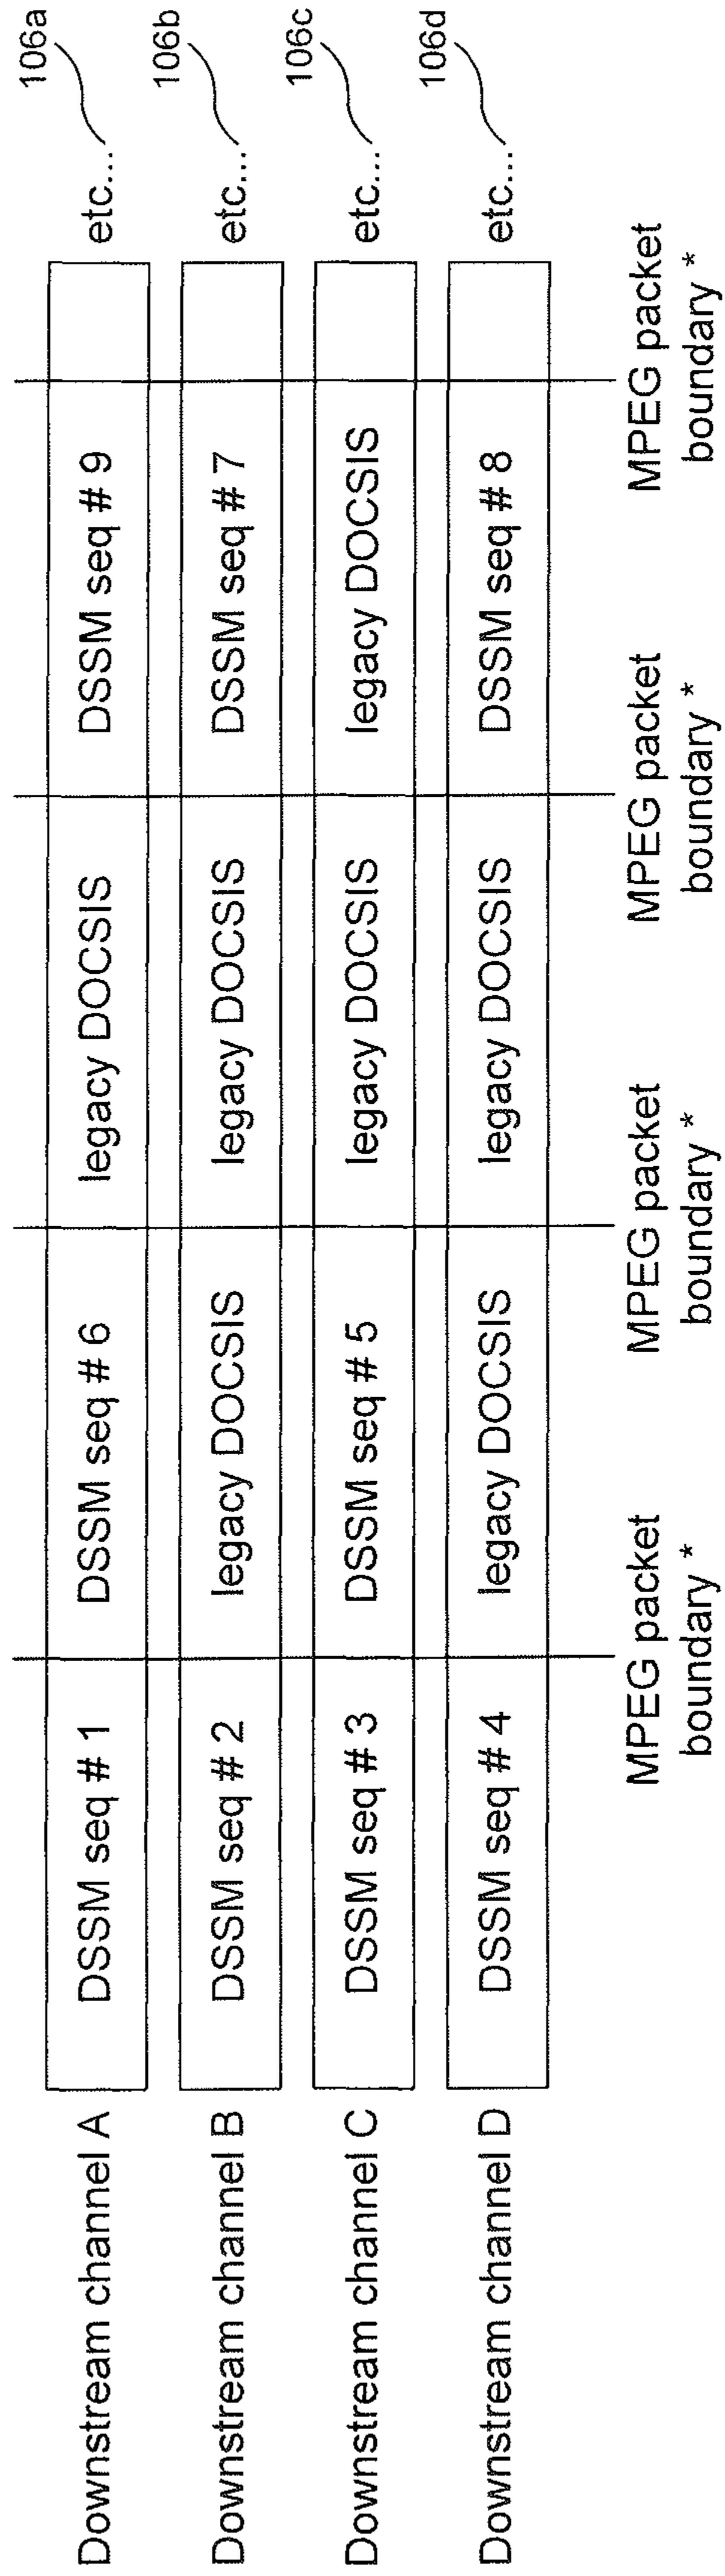 106a
106b
106c
106d
Downstream channel A DSSM seq # 1 DSSM seq # 6 legacy DOCSIS DSSM seq # 9 etc...
Downstream channel B DSSM seq # 2 legacy DOCSIS legacy DOCSIS DSSM seq # 7 etc...
Downstream channel C DSSM seq # 3 DSSM seq # 5 legacy DOCSIS legacy DOCSIS etc...
Downstream channel D DSSM seq # 4 legacy DOCSIS legacy DOCSIS DSSM seq # 8 etc...
MPEG packet
boundary *
MPEG packet
boundary *
MPEG packet
boundary *
MPEG packet
boundary *